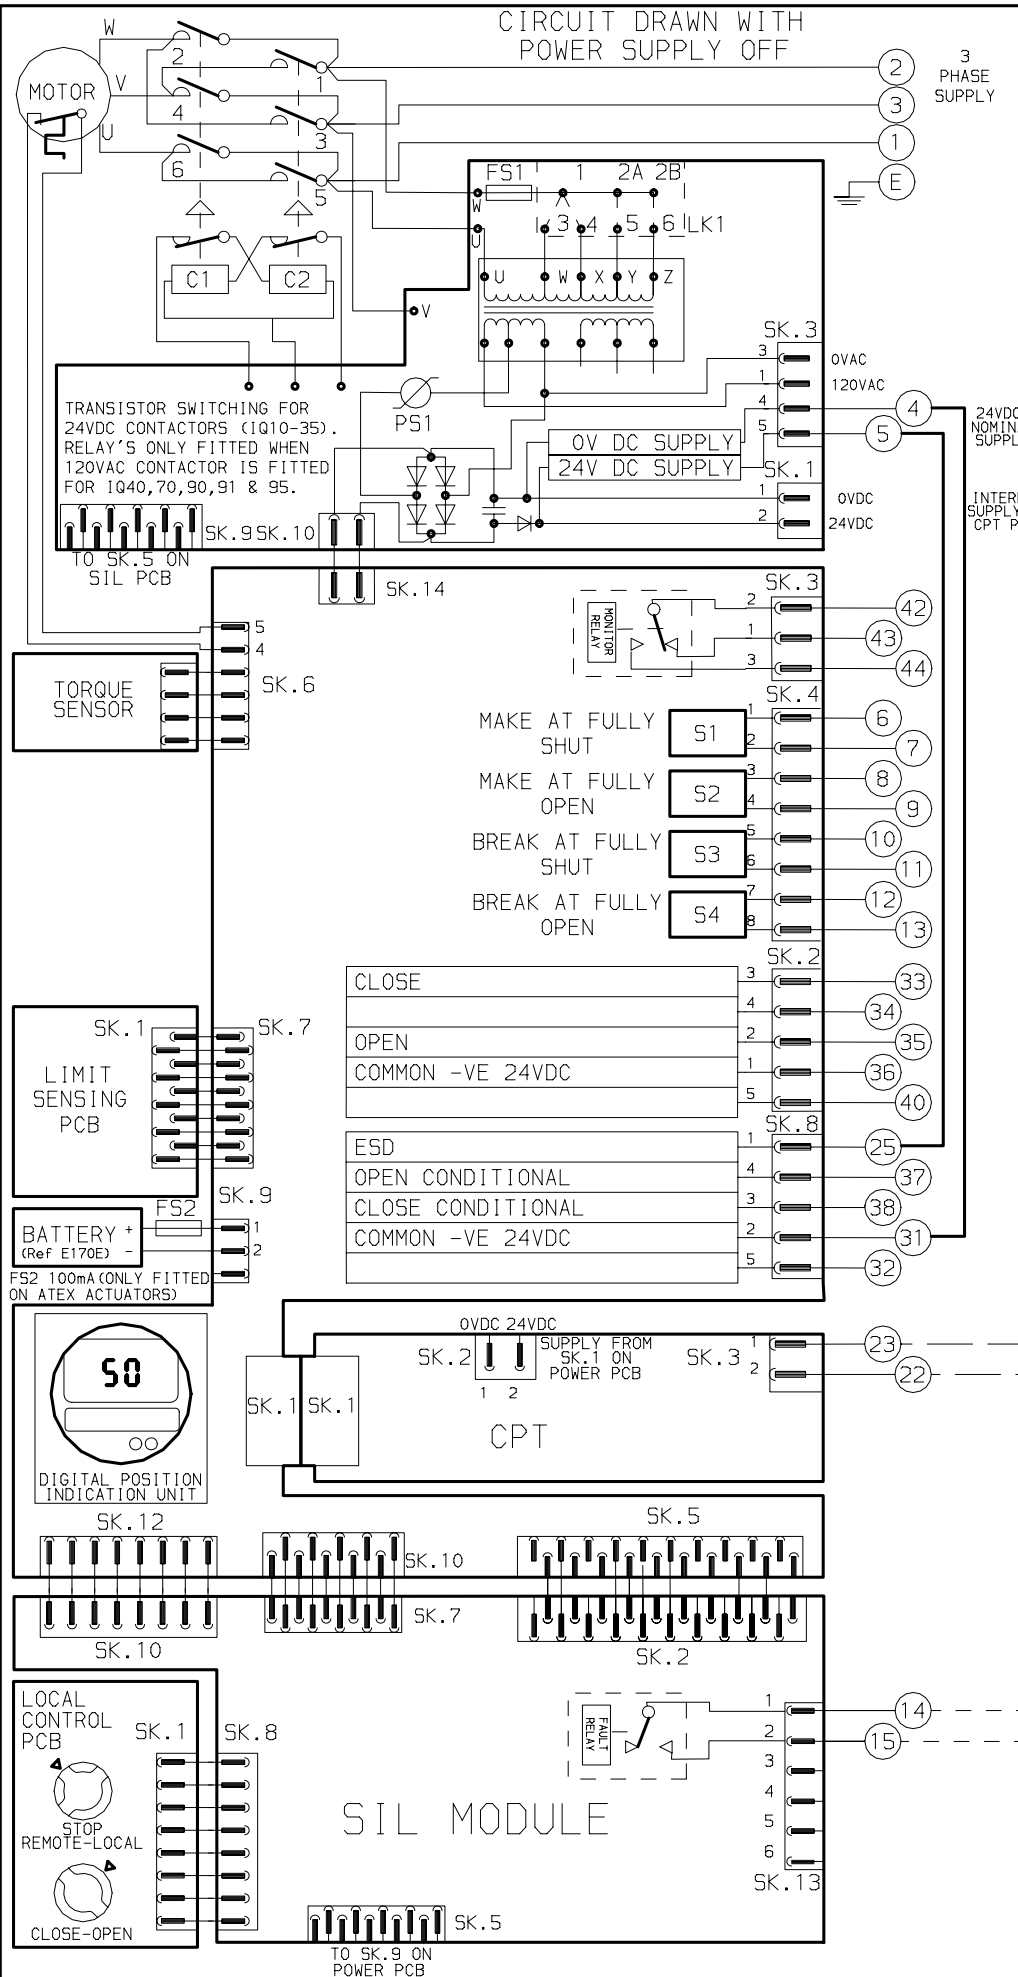 CIRCUIT DRAWN WITH
POWER SUPPLY OFF
W
2
MOTOR
V
1
4
U
3
6
5
2
3
1
E
3
PHASE
SUPPLY
FS1
1
2A 2B
W
3 4 5 6 LK1
U
C1 C2
U W X Y Z
V
SK.3
3 0VAC
1 120VAC
4 4
5 5
24VDC
SUPPL
PS1
0V DC SUPPLY
24V DC SUPPLY
SK.1
1 0VDC
2 24VDC
SUPPLY
CPT P
TRANSISTOR SWITCHING FOR
24VDC CONTACTORS (IQ10-35).
RELAY'S ONLY FITTED WHEN
120VAC CONTACTOR IS FITTED
FOR IQ40,70,90,91 & 95.
SK.9 SK.10
TO SK.5 ON
SIL PCB
SK.14
SK.3
MONITOR
RELAY
2 42
1 43
3 44
5
4
SK.6
TORQUE
SENSOR
SK.4
MAKE AT FULLY
SHUT
S1
1 6
2 7
MAKE AT FULLY
OPEN
S2
3 8
4 9
BREAK AT FULLY
SHUT
S3
5 10
6 11
BREAK AT FULLY
OPEN
S4
7 12
8 13
SK.2
CLOSE 3 33
4 34
OPEN 2 35
COMMON -VE 24VDC 1 36
5 40
SK.8
ESD 1 25
OPEN CONDITIONAL 4 37
CLOSE CONDITIONAL 3 38
COMMON -VE 24VDC 2 31
5 32
SK.1 SK.7
LIMIT
SENSING
PCB
SK.9
BATTERY + FS2 1
(Ref E170E) - 2
FS2 100mA(ONLY FITTED
ON ATEX ACTUATORS)
50
DIGITAL POSITION
INDICATION UNIT
0VDC 24VDC
SK.2
1 2
SUPPLY FROM
SK.1 ON
POWER PCB
SK.3
1 23
2 22
SK.1 SK.1
CPT
SK.12
SK.10
SK.5
SK.10
SK.7
SK.2
LOCAL
CONTROL
PCB
SK.1 SK.8
STOP
REMOTE-LOCAL
CLOSE-OPEN
FAULT
RELAY
1 14
2 15
3
4
5
6
SK.13
SIL MODULE
SK.5
TO SK.9 ON
POWER PCB